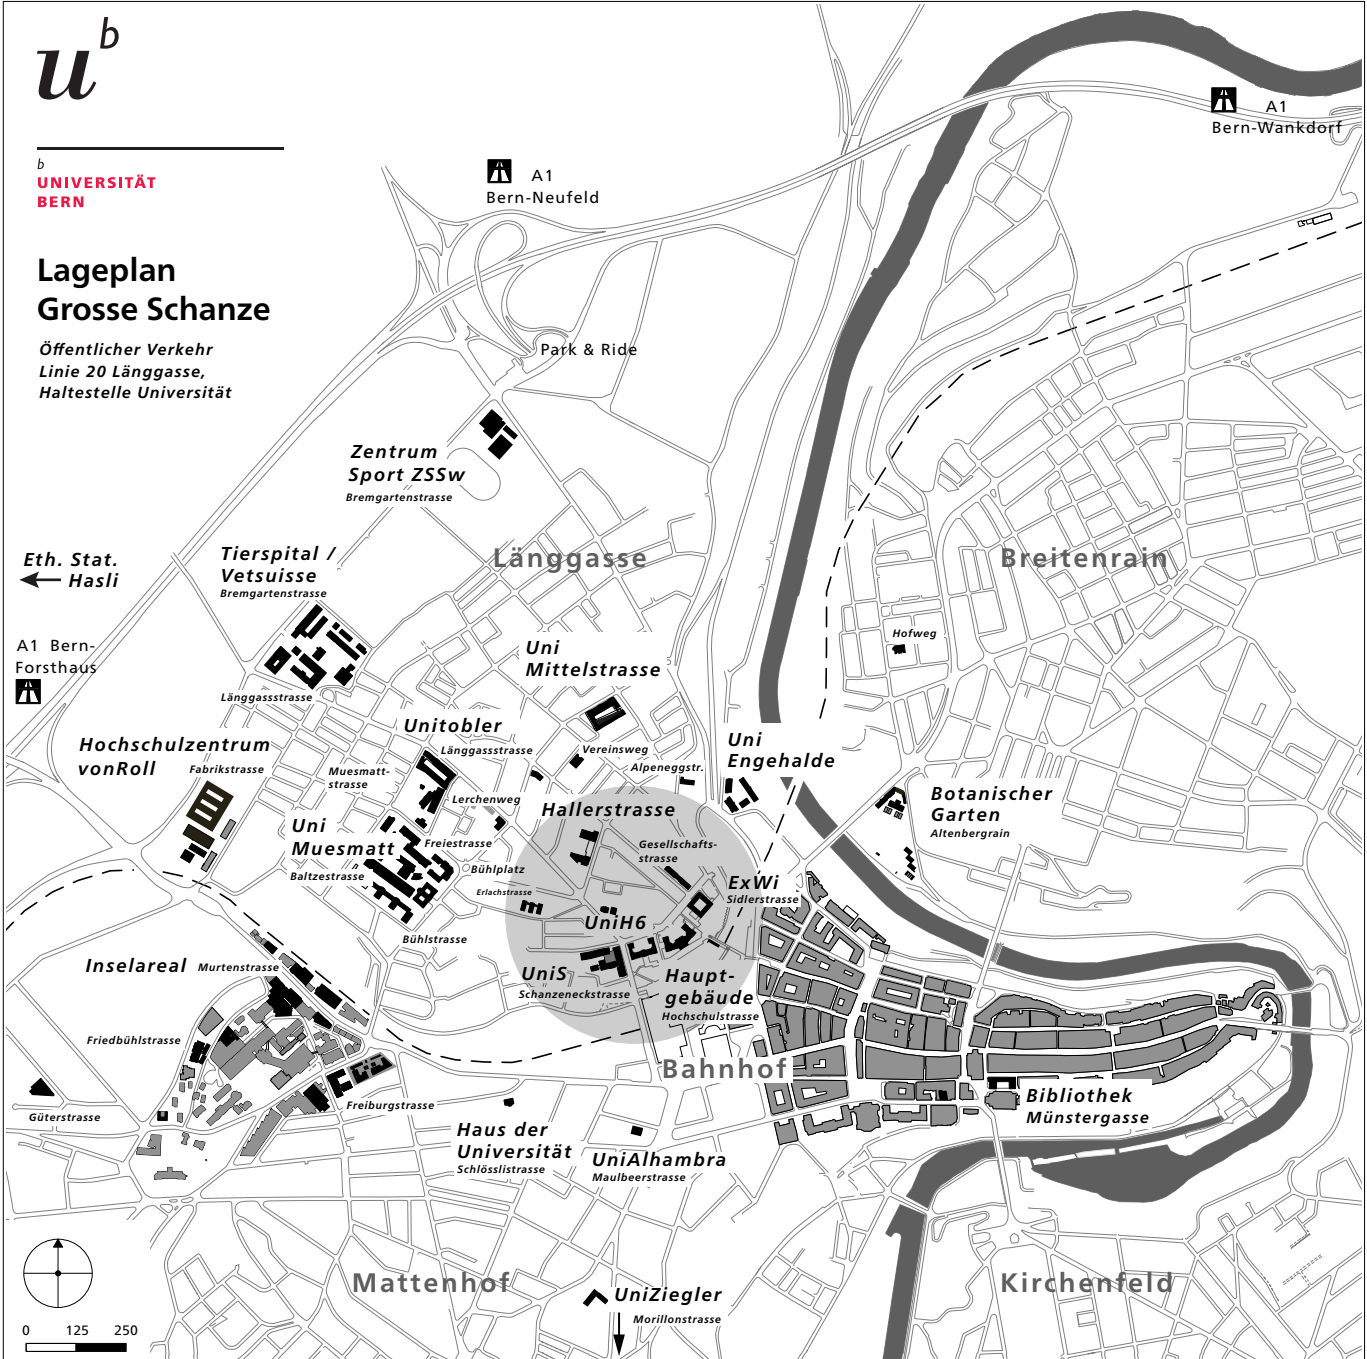 u b
b
UNIVERSITÄT
BERN
Lageplan
Grosse Schanze
Öffentlicher Verkehr
Linie 20 Länggasse,
Haltestelle Universität
A1
Bern-Neufeld
A1
Bern-Wankdorf
Park & Ride
Zentrum
Sport ZSSw
Bremgartenstrasse
Länggasse
Breitenrain
Eth. Stat.
Hasli
Tierspital /
Vetsuisse
Bremgartenstrasse
A1 Bern-
Forsthaus
Länggassstrasse
Hofweg
Uni
Mittelstrasse
Unitobler
Länggassstrasse
Vereinsweg
Alpeneggstr.
Uni
Engehalde
Hochschulzentrum
vonRoll
Fabrikstrasse
Muesmatt-
strasse
Lerchenweg
Hallerstrasse
Botanischer
Garten
Altenbergrain
Uni
Muesmatt
Baltzestrasse
Freiestrasse
Bühlplatz
Erlachstrasse
Gesellschafts-
strasse
ExWi
Sidlerstrasse
UniH6
Bühlstrasse
UniS
Schanzeneckstrasse
Haupt-
gebäude
Hochschulstrasse
Inselareal
Murtenstrasse
Friedbühlstrasse
Bahnhof
Güterstrasse
Freiburgstrasse
Bibliothek
Münstergasse
Haus der
Universität
Schlösslistrasse
UniAlhambra
Maulbeerstrasse
Mattenhof
Kirchenfeld
UniZiegler
Morillonstrasse
0 125 250